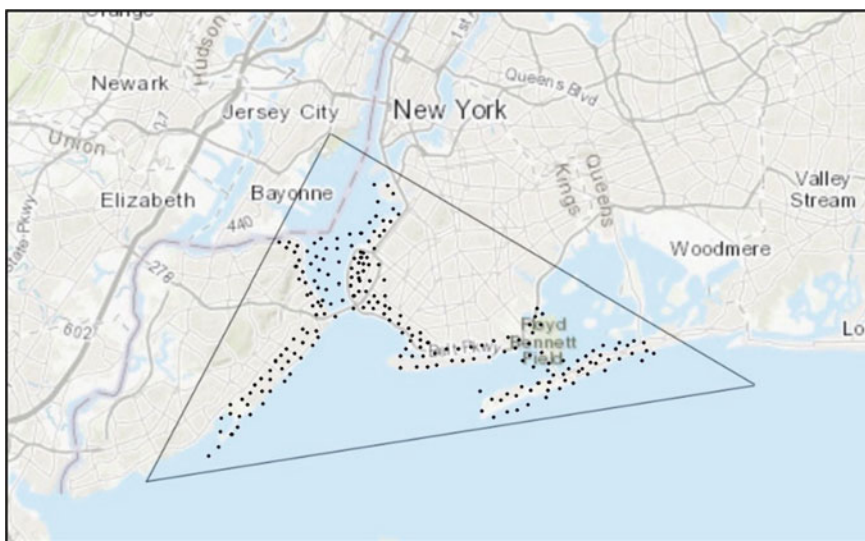 Orange
Hudson
1st A
Newark
Queens Blvd
Jersey City
New York
Union
Queens
Kings
Valley
Stream
Elizabeth
Bayonne
440
State Pkwy
Woodmere
278
602
Floyd
Bennett
Field
Pkwy
Lo